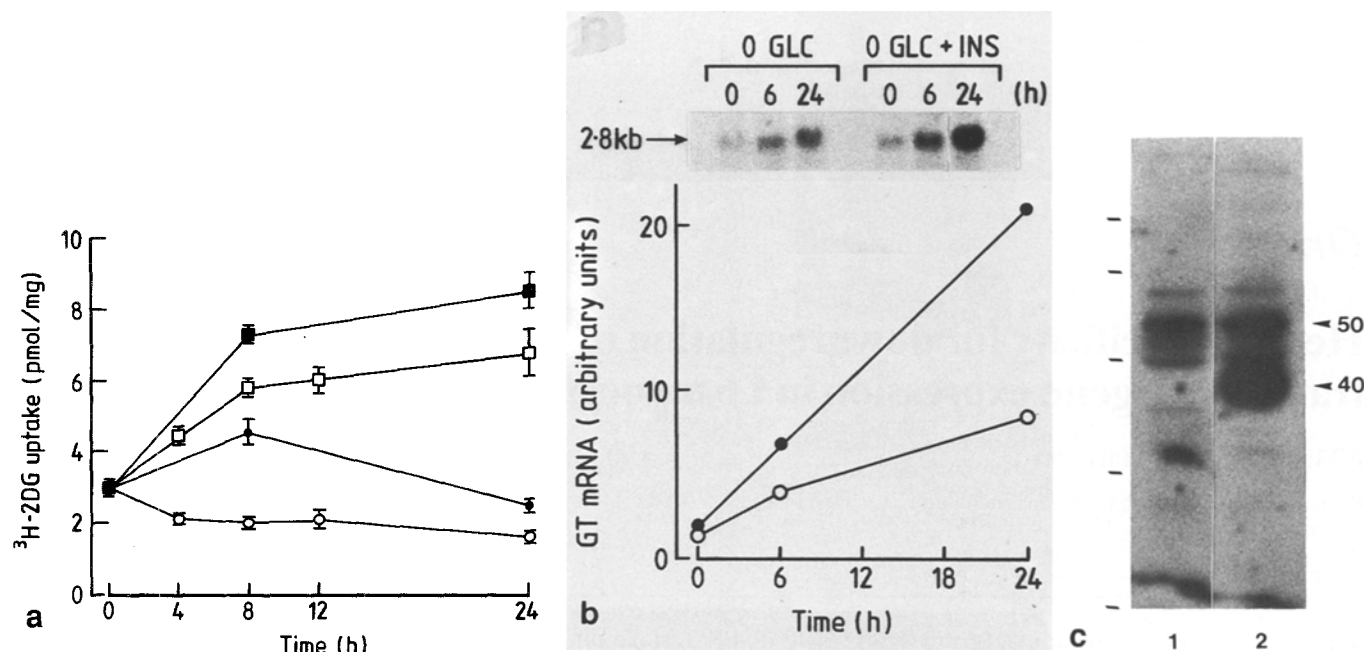 10
8
6
4
2
0
³H-2DG uptake (pmol/mg)
0 4 8 12 24
Time (h)
a
0 GLC 0 GLC + INS
0 6 24 0 6 24 (h)
2·8kb
20
10
0
GT mRNA (arbitrary units)
0 6 12 18 24
Time (h)
b
50
40
1 2
c